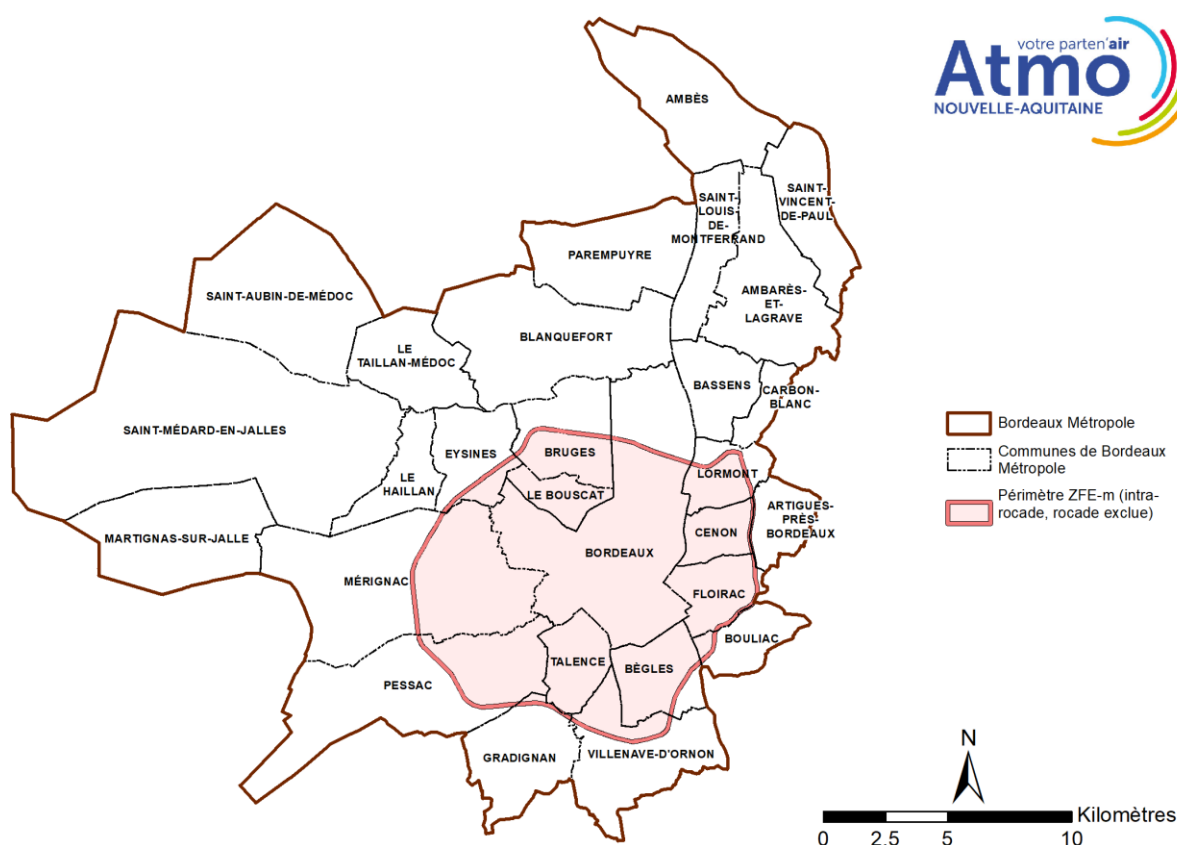 votre parten'air
Atmo
NOUVELLE-AQUITAINE
AMBÈS
SAINT-
LOUIS-
DE-
MONTFERRAND
SAINT-
VINCENT-
DE-PAUL
PAREMPUYRE
SAINT-AUBIN-DE-MÉDOC
AMBARÈS-
ET-
LAGRAVE
BLANQUEFORT
LE
TAILLAN-MÉDOC
BASSENS
CARBON-
BLANC
SAINT-MÉDARD-EN-JALLES
EYSINES
BRUGES
LE
HAILLAN
LORMONT
LE BOUSCAT
ARTIGUES-
PRÈS-
BORDEAUX
MARTIGNAS-SUR-JALLE
CENON
BORDEAUX
MÉRIGNAC
FLOIRAC
BOULIAC
TALENCE
BÈGLES
PESSAC
GRADIGNAN
VILLENAVE-D'ORNON
Bordeaux Métropole
Communes de Bordeaux
Métropole
Périmètre ZFE-m (intra-
rocade, rocade exclue)
N
Kilomètres
0 2,5 5 10